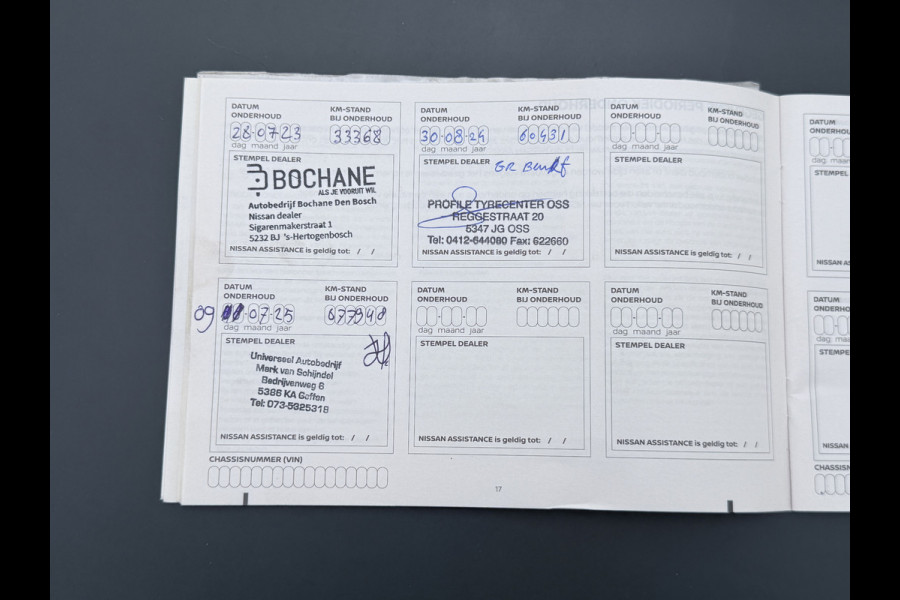 DATUM ONDERHOUD
KM-STAND BIJ ONDERHOUD
28·07·23
33368
dag maand jaar
STEMPEL DEALER
BOCHANE
ALS JE VOORUIT WIL
Autobedrijf Bochane Den Bosch
Nissan dealer
Sigarenmakerstraat 1
5232 BJ 's-Hertogenbosch
NISSAN ASSISTANCE is geldig tot: / /
DATUM ONDERHOUD
KM-STAND BIJ ONDERHOUD
30·08·24
60431
dag maand jaar
STEMPEL DEALER
GR Beurt
PROFILE TYRECENTER OSS
REGGESTRAAT 20
5347 JG OSS
Tel: 0412-644080 Fax: 622660
NISSAN ASSISTANCE is geldig tot: / /
DATUM ONDERHOUD
KM-STAND BIJ ONDERHOUD
dag maand jaar
STEMPEL DEALER
NISSAN ASSISTANCE is geldig tot: / /
DATUM ONDERHOUD
KM-STAND BIJ ONDERHOUD
09 ·07·25
077948
dag maand jaar
STEMPEL DEALER
Universeel Autobedrijf
Mark van Schijndel
Bedrijvenweg 6
5386 KA Geffen
Tel: 073-5325318
NISSAN ASSISTANCE is geldig tot: / /
DATUM ONDERHOUD
KM-STAND BIJ ONDERHOUD
dag maand jaar
STEMPEL DEALER
NISSAN ASSISTANCE is geldig tot: / /
DATUM ONDERHOUD
KM-STAND BIJ ONDERHOUD
dag maand jaar
STEMPEL DEALER
NISSAN ASSISTANCE is geldig tot: / /
CHASSISNUMMER (VIN)
17
DATUM
STEMPEL
NISSAN
DATUM
NISSAN